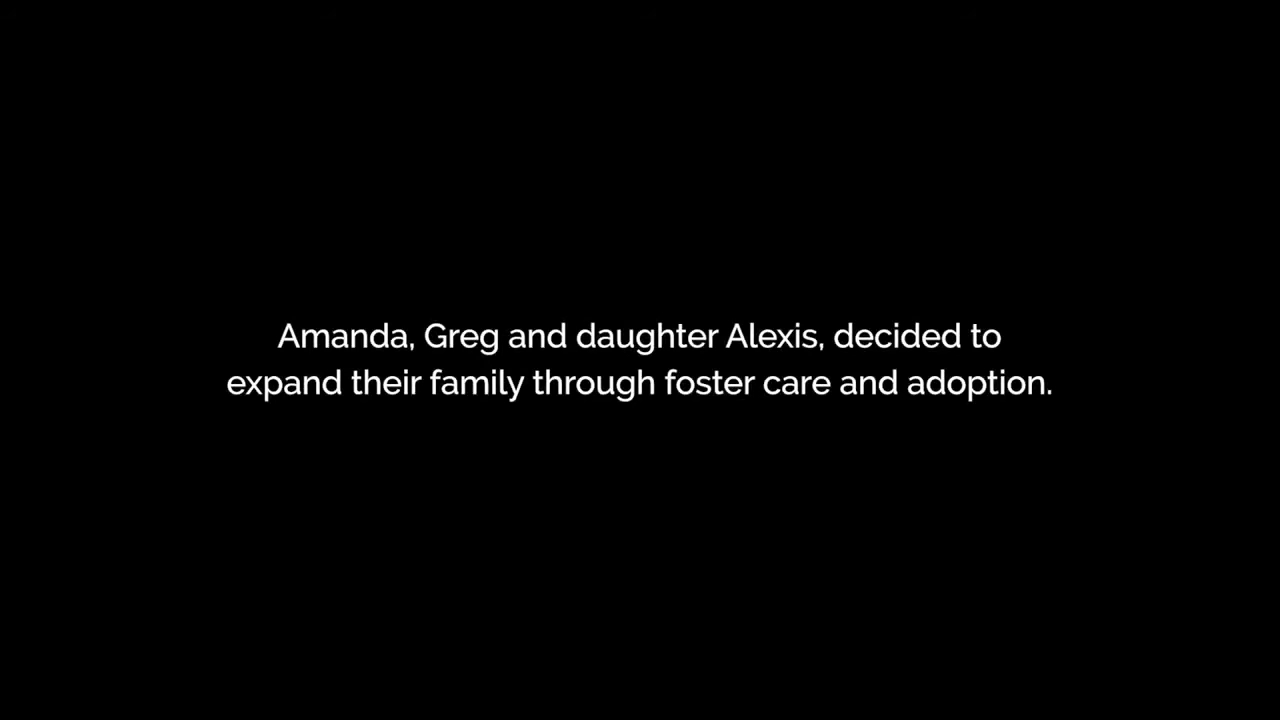 Amanda, Greg and daughter Alexis, decided to
expand their family through foster care and adoption.